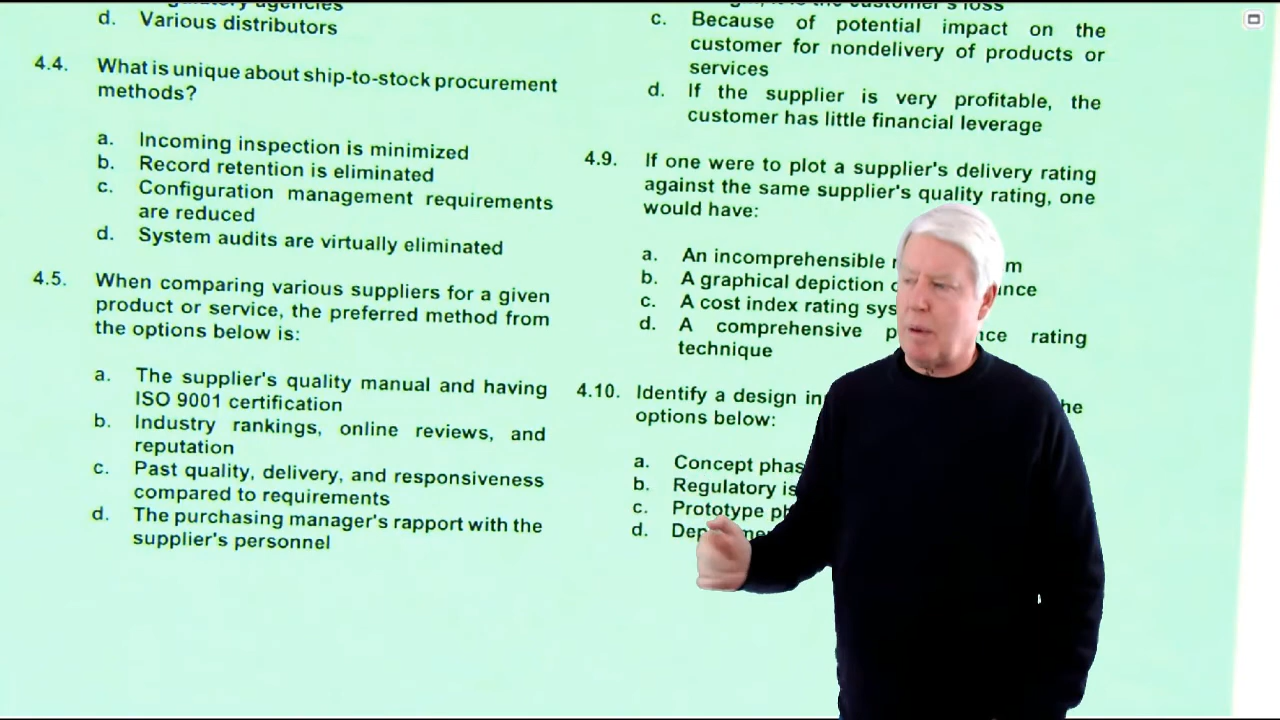 d. Various distributors
4.4. What is unique about ship-to-stock procurement
methods?
a. Incoming inspection is minimized
b. Record retention is eliminated
c. Configuration management requirements
are reduced
d. System audits are virtually eliminated
4.5. When comparing various suppliers for a given
product or service, the preferred method from
the options below is:
a. The supplier's quality manual and having
ISO 9001 certification
b. Industry rankings, online reviews, and
reputation
c. Past quality, delivery, and responsiveness
compared to requirements
d. The purchasing manager's rapport with the
supplier's personnel
customer's loss
c. Because of potential impact on the
customer for nondelivery of products or
services
d. If the supplier is very profitable, the
customer has little financial leverage
4.9. If one were to plot a supplier's delivery rating
against the same supplier's quality rating, one
would have:
a. An incomprehensible
b. A graphical depiction
c. A cost index rating
d. A comprehensive rating
technique
4.10. Identify a design
options below:
a. Concept
b. Regulatory
c. Prototype
d.